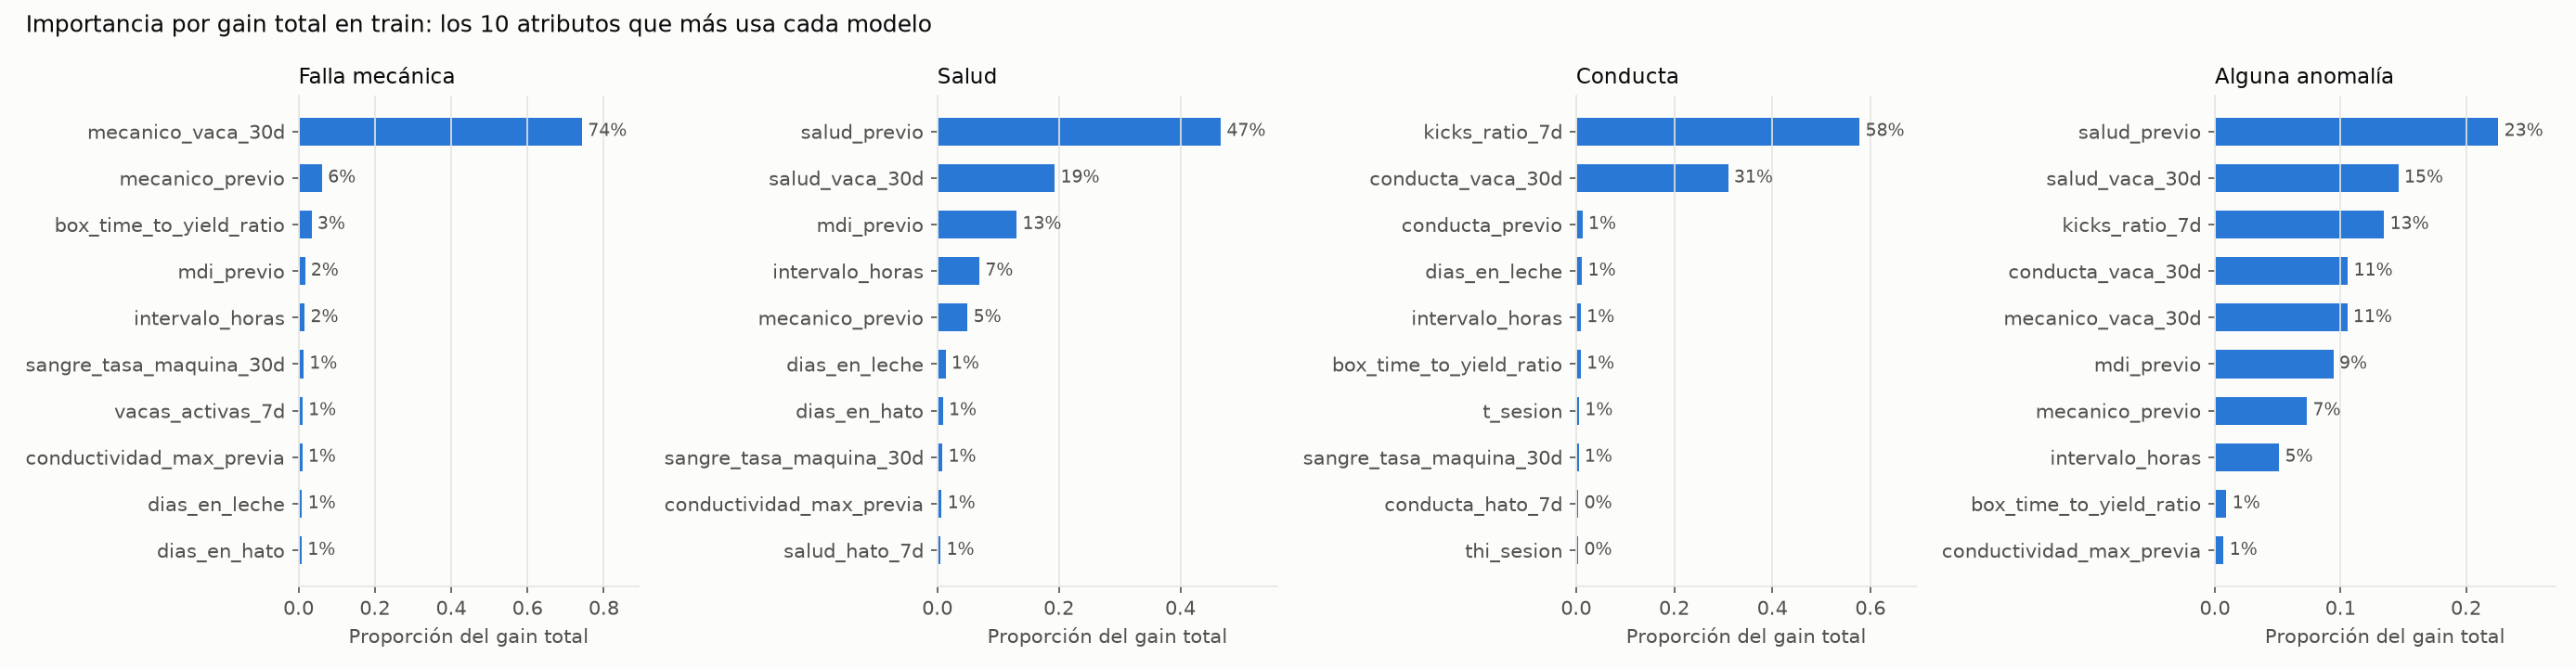 Importancia por gain total en train: los 10 atributos que más usa cada modelo
Falla mecánica
mecanico_vaca_30d 74%
mecanico_previo 6%
box_time_to_yield_ratio 3%
mdi_previo 2%
intervalo_horas 2%
sangre_tasa_maquina_30d 1%
vacas_activas_7d 1%
conductividad_max_previa 1%
dias_en_leche 1%
dias_en_hato 1%
0.0 0.2 0.4 0.6 0.8
Proporción del gain total
Salud
salud_previo 47%
salud_vaca_30d 19%
mdi_previo 13%
intervalo_horas 7%
mecanico_previo 5%
dias_en_leche 1%
dias_en_hato 1%
sangre_tasa_maquina_30d 1%
conductividad_max_previa 1%
salud_hato_7d 1%
0.0 0.2 0.4
Proporción del gain total
Conducta
kicks_ratio_7d 58%
conducta_vaca_30d 31%
conducta_previo 1%
dias_en_leche 1%
intervalo_horas 1%
box_time_to_yield_ratio 1%
t_sesion 1%
sangre_tasa_maquina_30d 1%
conducta_hato_7d 0%
thi_sesion 0%
0.0 0.2 0.4 0.6
Proporción del gain total
Alguna anomalía
salud_previo 23%
salud_vaca_30d 15%
kicks_ratio_7d 13%
conducta_vaca_30d 11%
mecanico_vaca_30d 11%
mdi_previo 9%
mecanico_previo 7%
intervalo_horas 5%
box_time_to_yield_ratio 1%
conductividad_max_previa 1%
0.0 0.1 0.2
Proporción del gain total